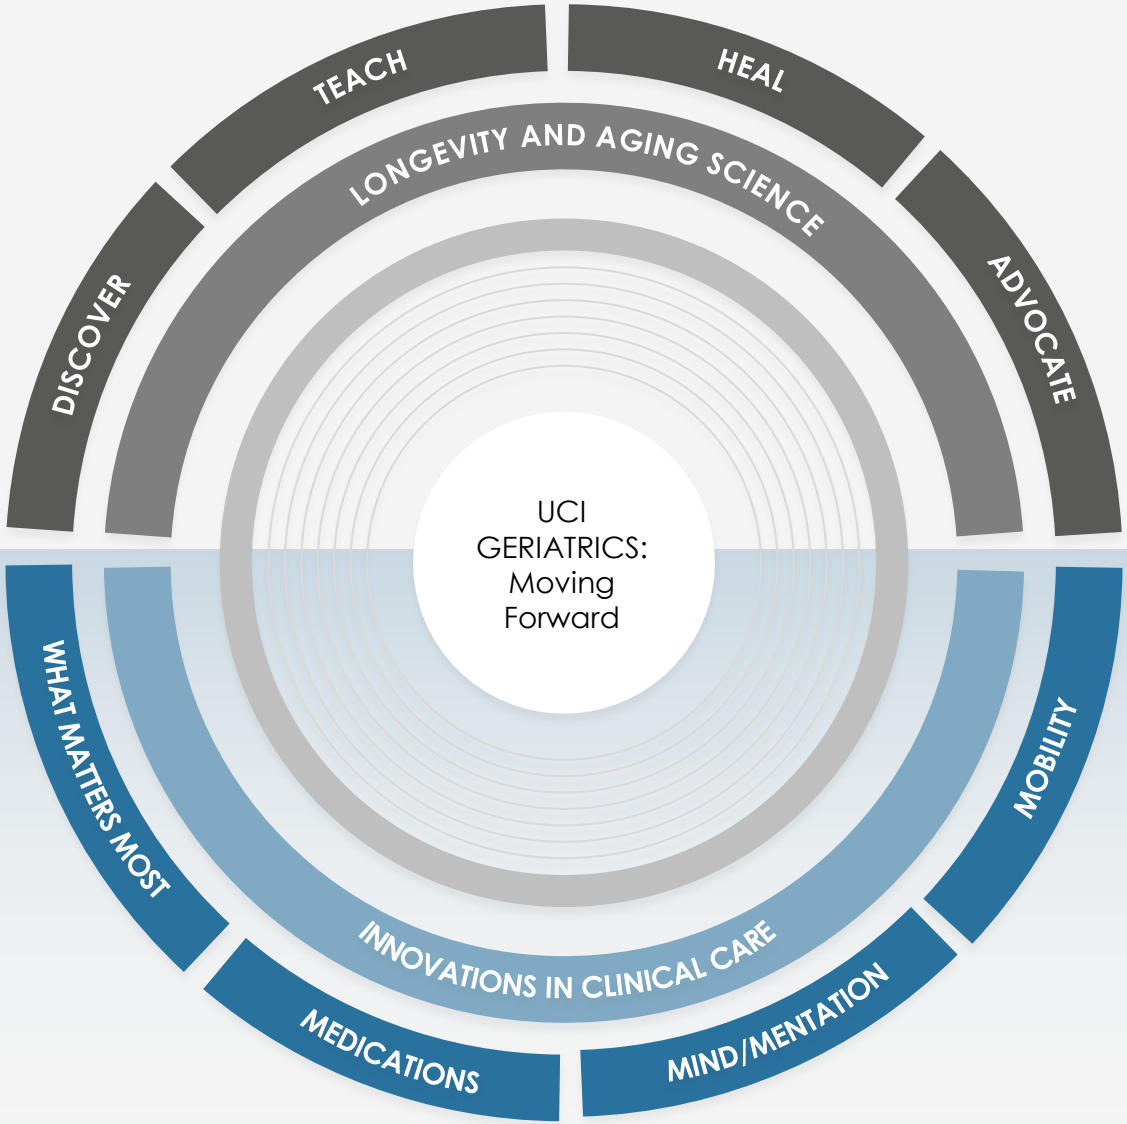 TEACH
HEAL
DISCOVER
ADVOCATE
LONGEVITY AND AGING SCIENCE
UCI
GERIATRICS:
Moving
Forward
WHAT MATTERS MOST
MOBILITY
INNOVATIONS IN CLINICAL CARE
MEDICATIONS
MIND/MENTATION